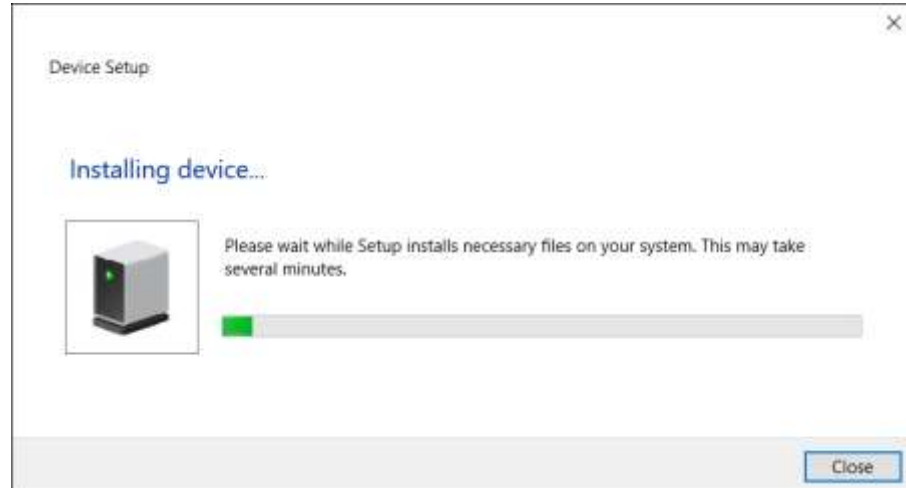 Device Setup
Installing device...
Please wait while Setup installs necessary files on your system. This may take
several minutes.
Close